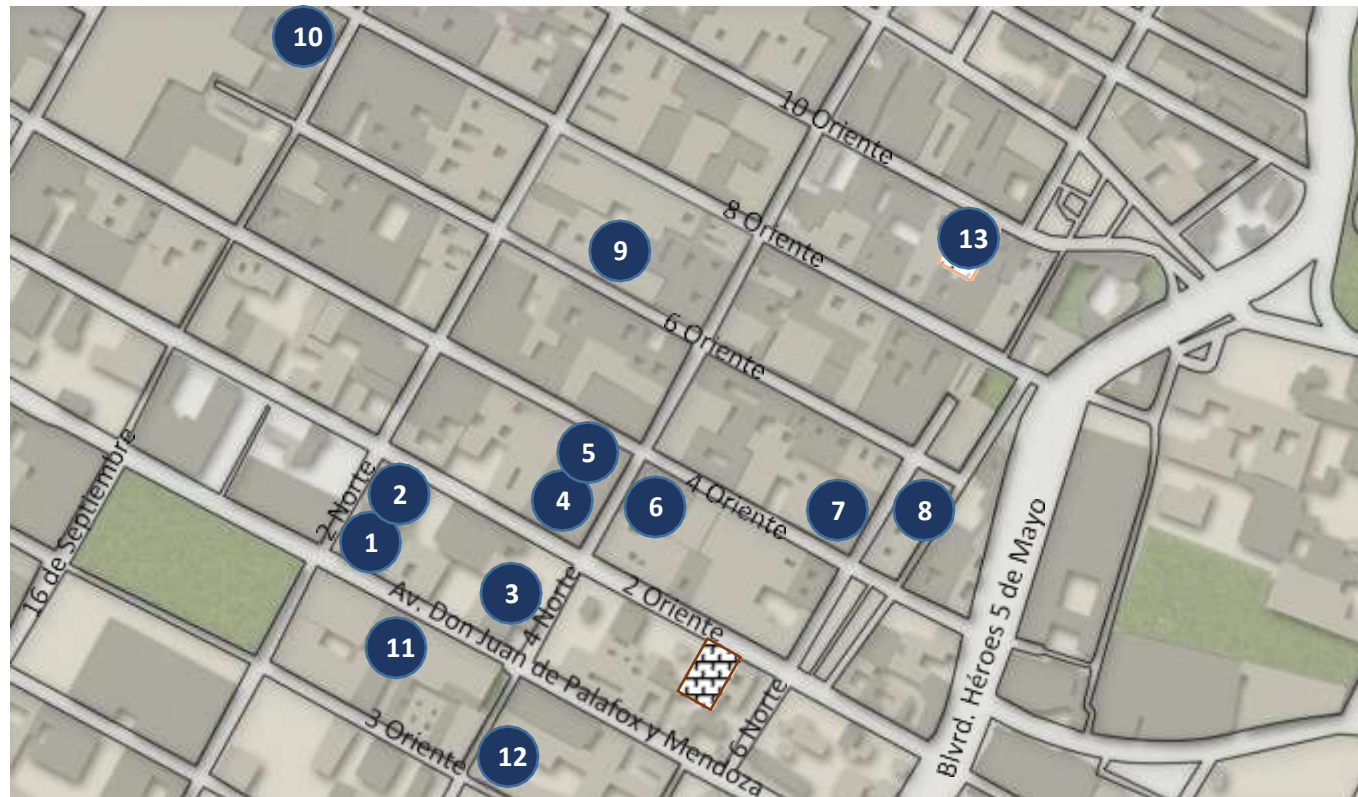 10
10 Oriente
8 Oriente
13
9
6 Oriente
16 de Septiembre
2 Norte
5
2
4
6
4 Oriente
7
8
1
3
4 Norte
2 Oriente
Av. Don Juan de Palafox y Mendoza
11
3 Oriente
12
6 Norte
Blvrd. Héroes 5 de Mayo